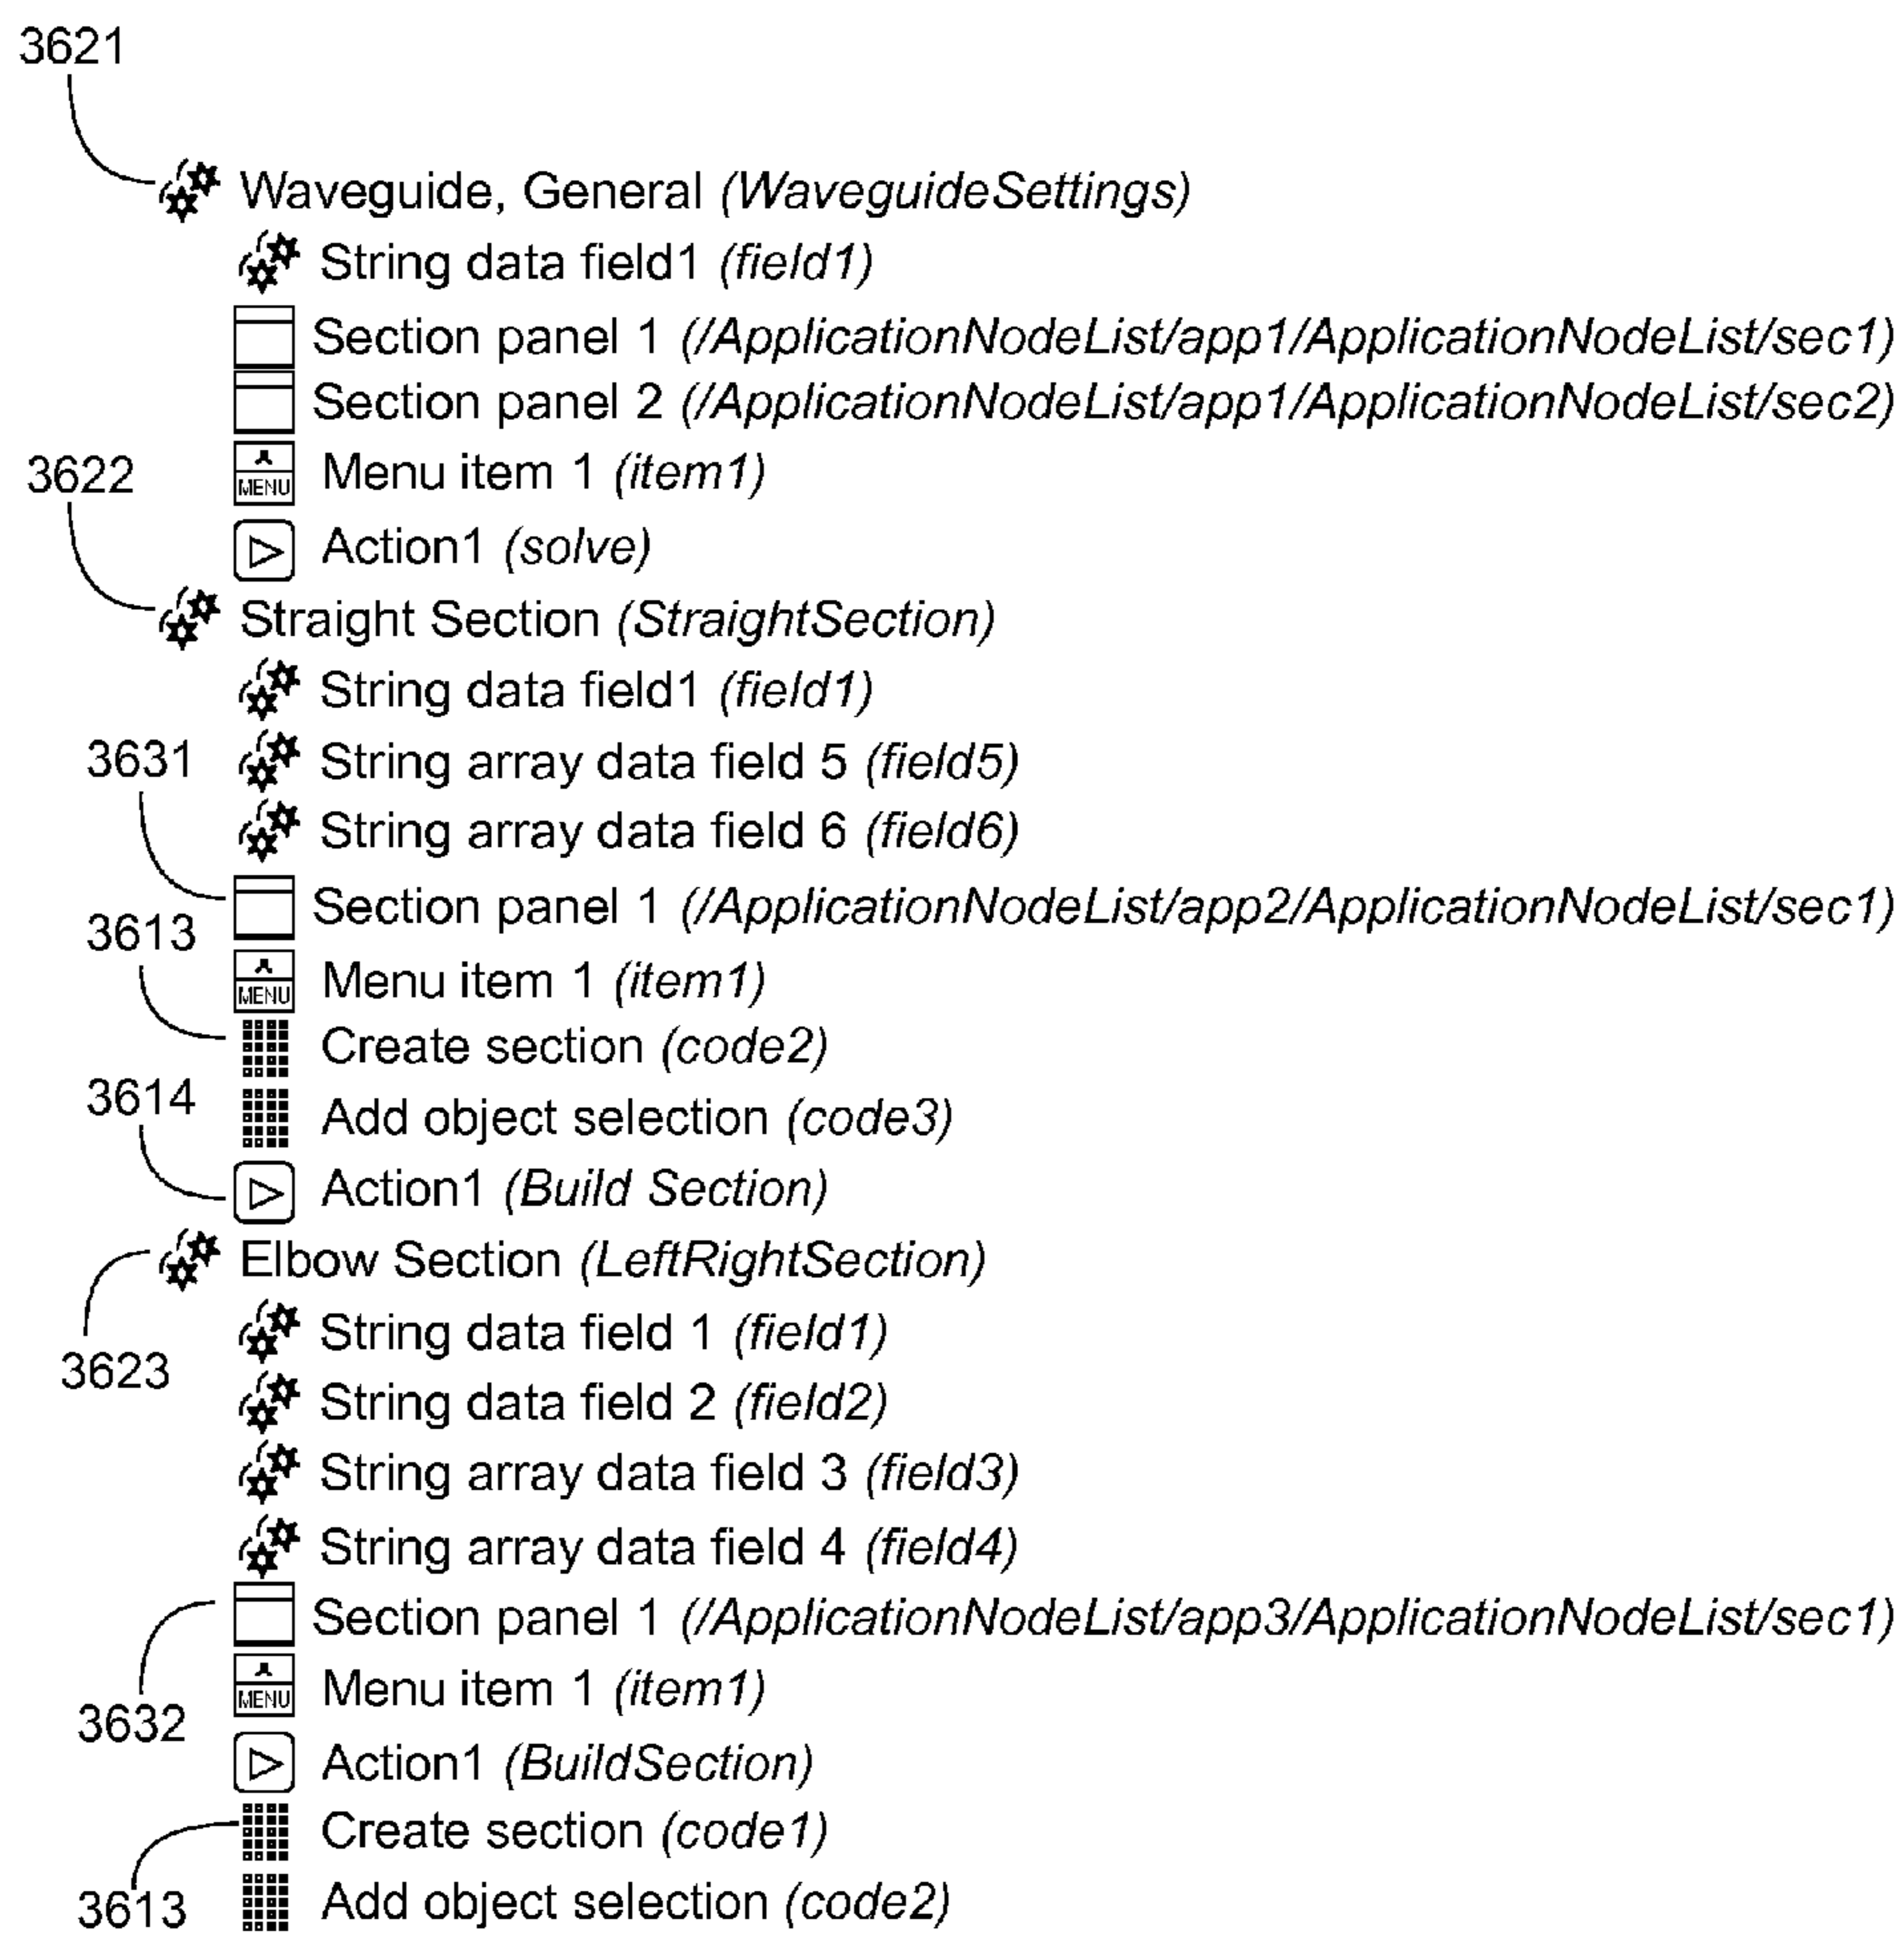 3621
Waveguide, General (WaveguideSettings)
String data field1 (field1)
Section panel 1 (/ApplicationNodeList/app1/ApplicationNodeList/sec1)
Section panel 2 (/ApplicationNodeList/app1/ApplicationNodeList/sec2)
3622
MENU Menu item 1 (item1)
Action1 (solve)
Straight Section (StraightSection)
String data field1 (field1)
3631
String array data field 5 (field5)
String array data field 6 (field6)
Section panel 1 (/ApplicationNodeList/app2/ApplicationNodeList/sec1)
3613
MENU Menu item 1 (item1)
Create section (code2)
3614
Add object selection (code3)
Action1 (Build Section)
Elbow Section (LeftRightSection)
String data field 1 (field1)
3623
String data field 2 (field2)
String array data field 3 (field3)
String array data field 4 (field4)
Section panel 1 (/ApplicationNodeList/app3/ApplicationNodeList/sec1)
MENU Menu item 1 (item1)
3632
Action1 (BuildSection)
Create section (code1)
3613 Add object selection (code2)